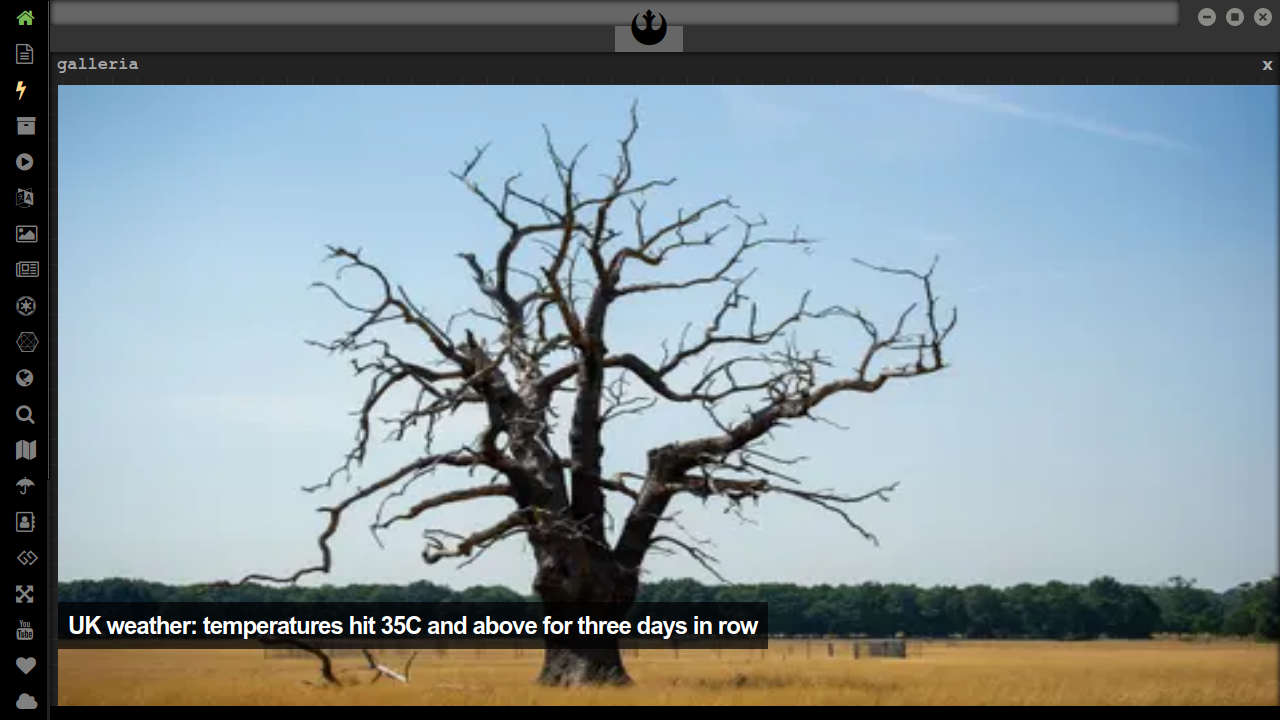 galleria
x
UK weather: temperatures hit 35C and above for three days in row
You
Tube